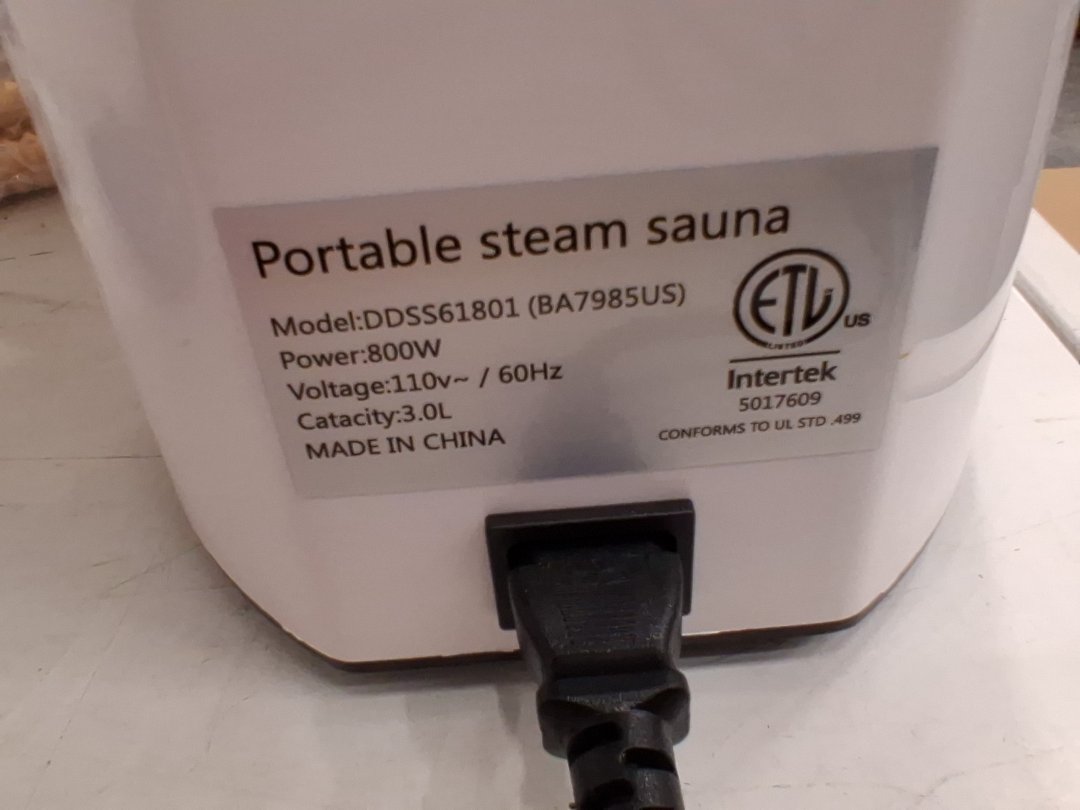 Portable steam sauna
Model:DDSS61801 (BA7985US)
Power:800W
Voltage:110v~ / 60Hz
Catacity:3.0L
MADE IN CHINA
ETL
LISTED
US
Intertek
5017609
CONFORMS TO UL STD .499